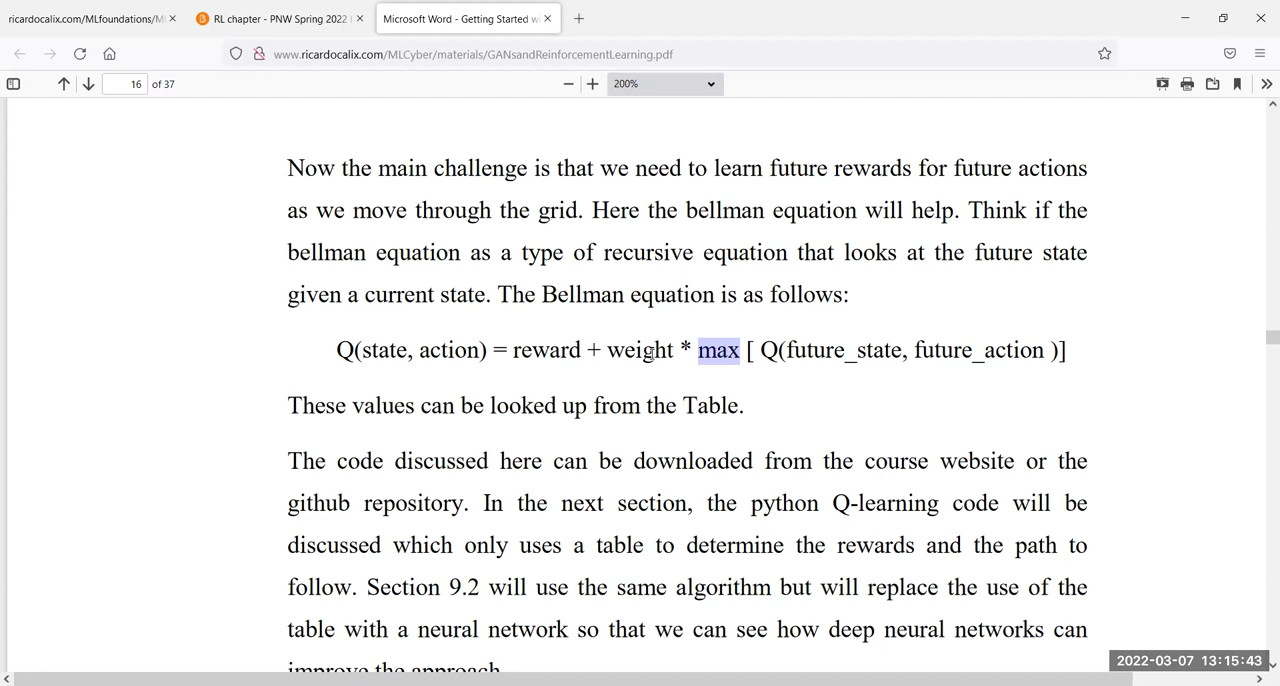 ricardocalix.com/MLfoundations/M
RL chapter - PNW Spring 2022
Microsoft Word - Getting Started wi
www.ricardocalix.com/MLCyber/materials/GANsandReinforcementLearning.pdf
16 of 37
200%
Now the main challenge is that we need to learn future rewards for future actions
as we move through the grid. Here the bellman equation will help. Think if the
bellman equation as a type of recursive equation that looks at the future state
given a current state. The Bellman equation is as follows:
Q(state, action) = reward + weight * max [ Q(future_state, future_action )]
These values can be looked up from the Table.
The code discussed here can be downloaded from the course website or the
github repository. In the next section, the python Q-learning code will be
discussed which only uses a table to determine the rewards and the path to
follow. Section 9.2 will use the same algorithm but will replace the use of the
table with a neural network so that we can see how deep neural networks can
improve the approach.
2022-03-07 13:15:43